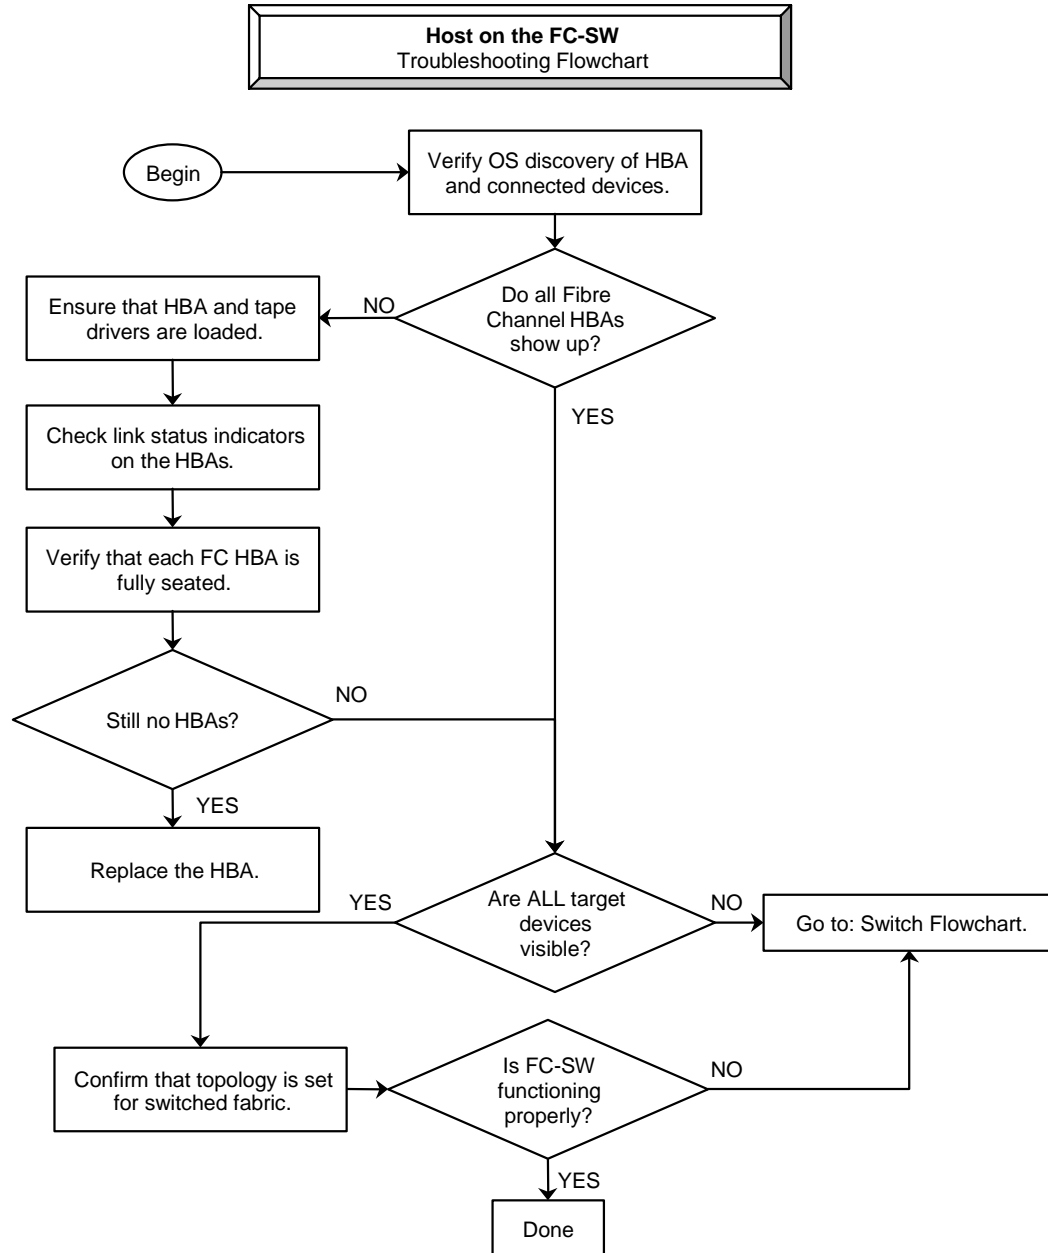 Host on the FC-SW
Troubleshooting Flowchart
Begin
Verify OS discovery of HBA
and connected devices.
Do all Fibre
Channel HBAs
show up?
NO
YES
Ensure that HBA and tape
drivers are loaded.
Check link status indicators
on the HBAs.
Verify that each FC HBA is
fully seated.
Still no HBAs?
NO
YES
Replace the HBA.
Are ALL target
devices
visible?
YES
NO
Go to: Switch Flowchart.
Confirm that topology is set
for switched fabric.
Is FC-SW
functioning
properly?
NO
YES
Done